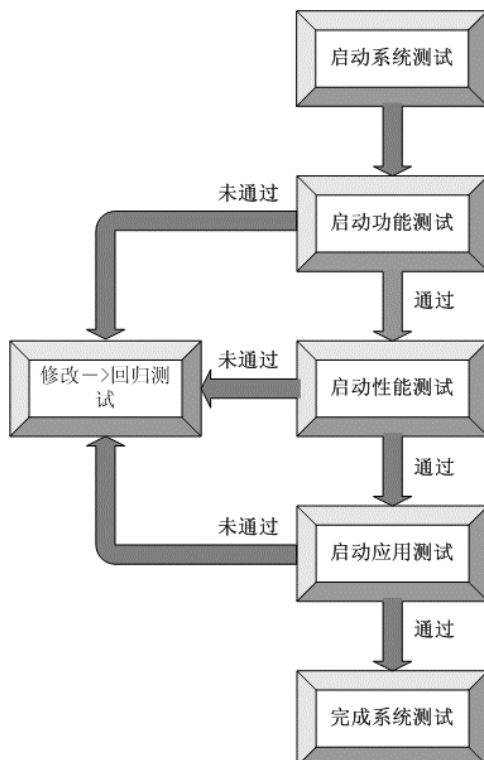 启动系统测试
未通过
启动功能测试
通过
修改－>回归测
试
未通过
启动性能测试
通过
未通过
启动应用测试
通过
完成系统测试